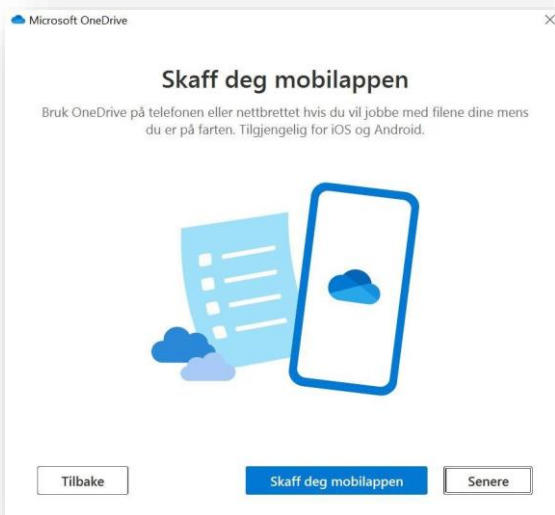 Microsoft OneDrive
Skaff deg mobilappen
Bruk OneDrive på telefonen eller nettbrettet hvis du vil jobbe med filene dine mens
du er på farten. Tilgjengelig for iOS og Android.
Tilbake
Skaff deg mobilappen
Senere